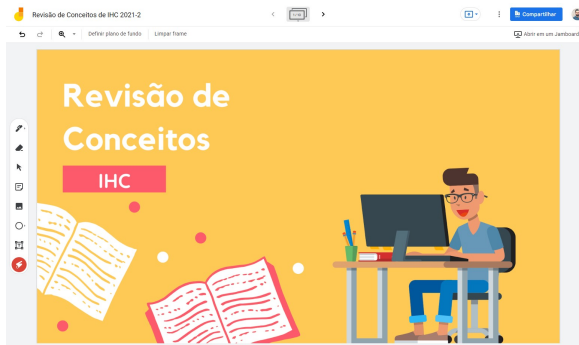 Revisão de Conceitos de IHC 2021-2
Compartilhar
Definir plano de fundo
Limpar frame
Abrir em um Jamboard
Revisão de
Conceitos
IHC